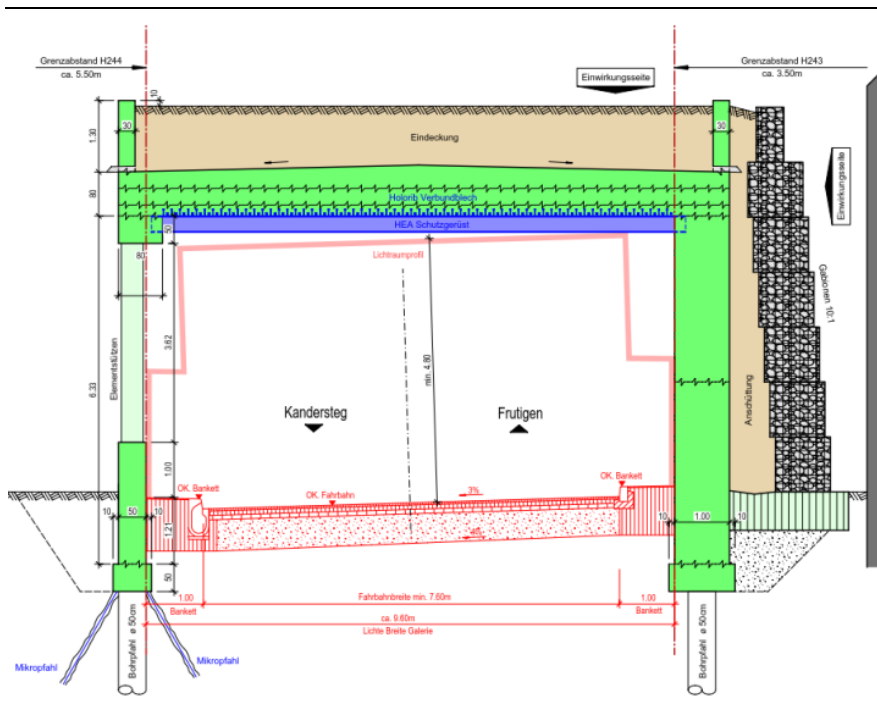 Grenzabstand H244
ca. 5.50m
Grenzabstand H243
ca. 3.50m
Einwirkungsseite
10
30
30
1.30
Eindeckung
80
Holorib Verbundblech
HEA Schutzgerüst
50
Lichtraumprofil
80
Einwirkungsseite
Gabionen 10:1
Elementstützen
3.62
6.33
min. 4.80
Anschüttung
Kandersteg
Frutigen
1.00
OK. Bankett
OK. Fahrbahn
3%
OK. Bankett
10
50
10
1.21
10
1.00
10
4%
50
1.00
Bankett
Fahrbahnbreite min. 7.60m
1.00
Bankett
ca. 9.60m
Lichte Breite Galerie
Bohrpfahl ø 50cm
Bohrpfahl ø 50cm
Mikropfahl
Mikropfahl